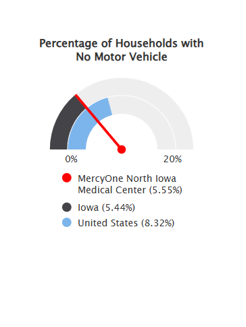 Percentage of Households with
No Motor Vehicle
0%
20%
MercyOne North Iowa
Medical Center (5.55%)
Iowa (5.44%)
United States (8.32%)